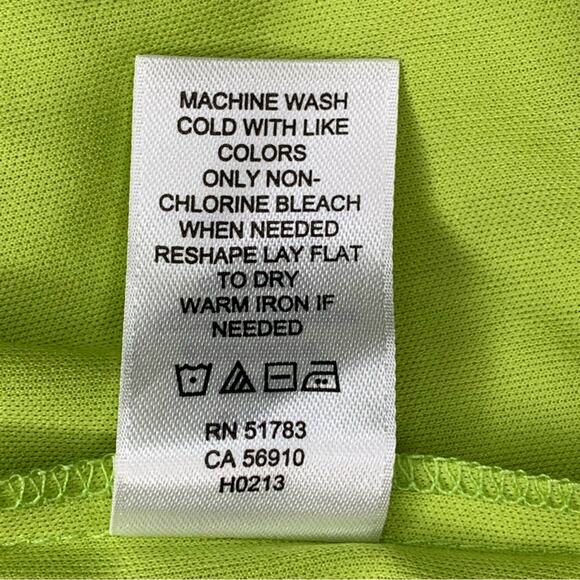 MACHINE WASH
COLD WITH LIKE
COLORS
ONLY NON-
CHLORINE BLEACH
WHEN NEEDED
RESHAPE LAY FLAT
TO DRY
WARM IRON IF
NEEDED
RN 51783
CA 56910
H0213